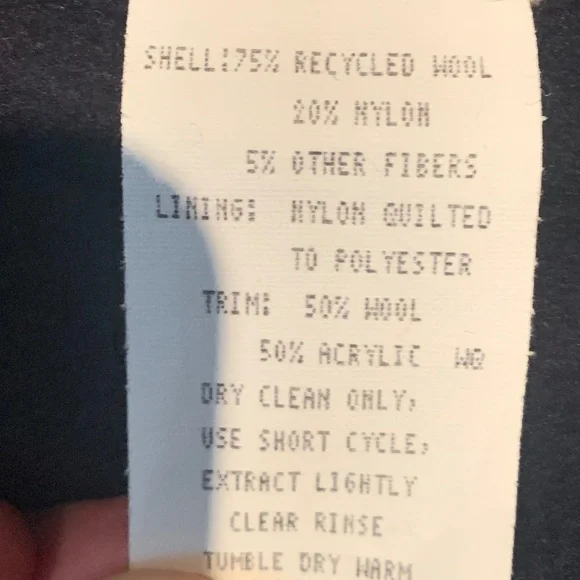 SHELL:75% RECYCLED WOOL
20% NYLON
5% OTHER FIBERS
LINING: NYLON QUILTED
TO POLYESTER
TRIM: 50% WOOL
50% ACRYLIC WQ
DRY CLEAN ONLY,
USE SHORT CYCLE,
EXTRACT LIGHTLY
CLEAR RINSE
TUMBLE DRY WARM